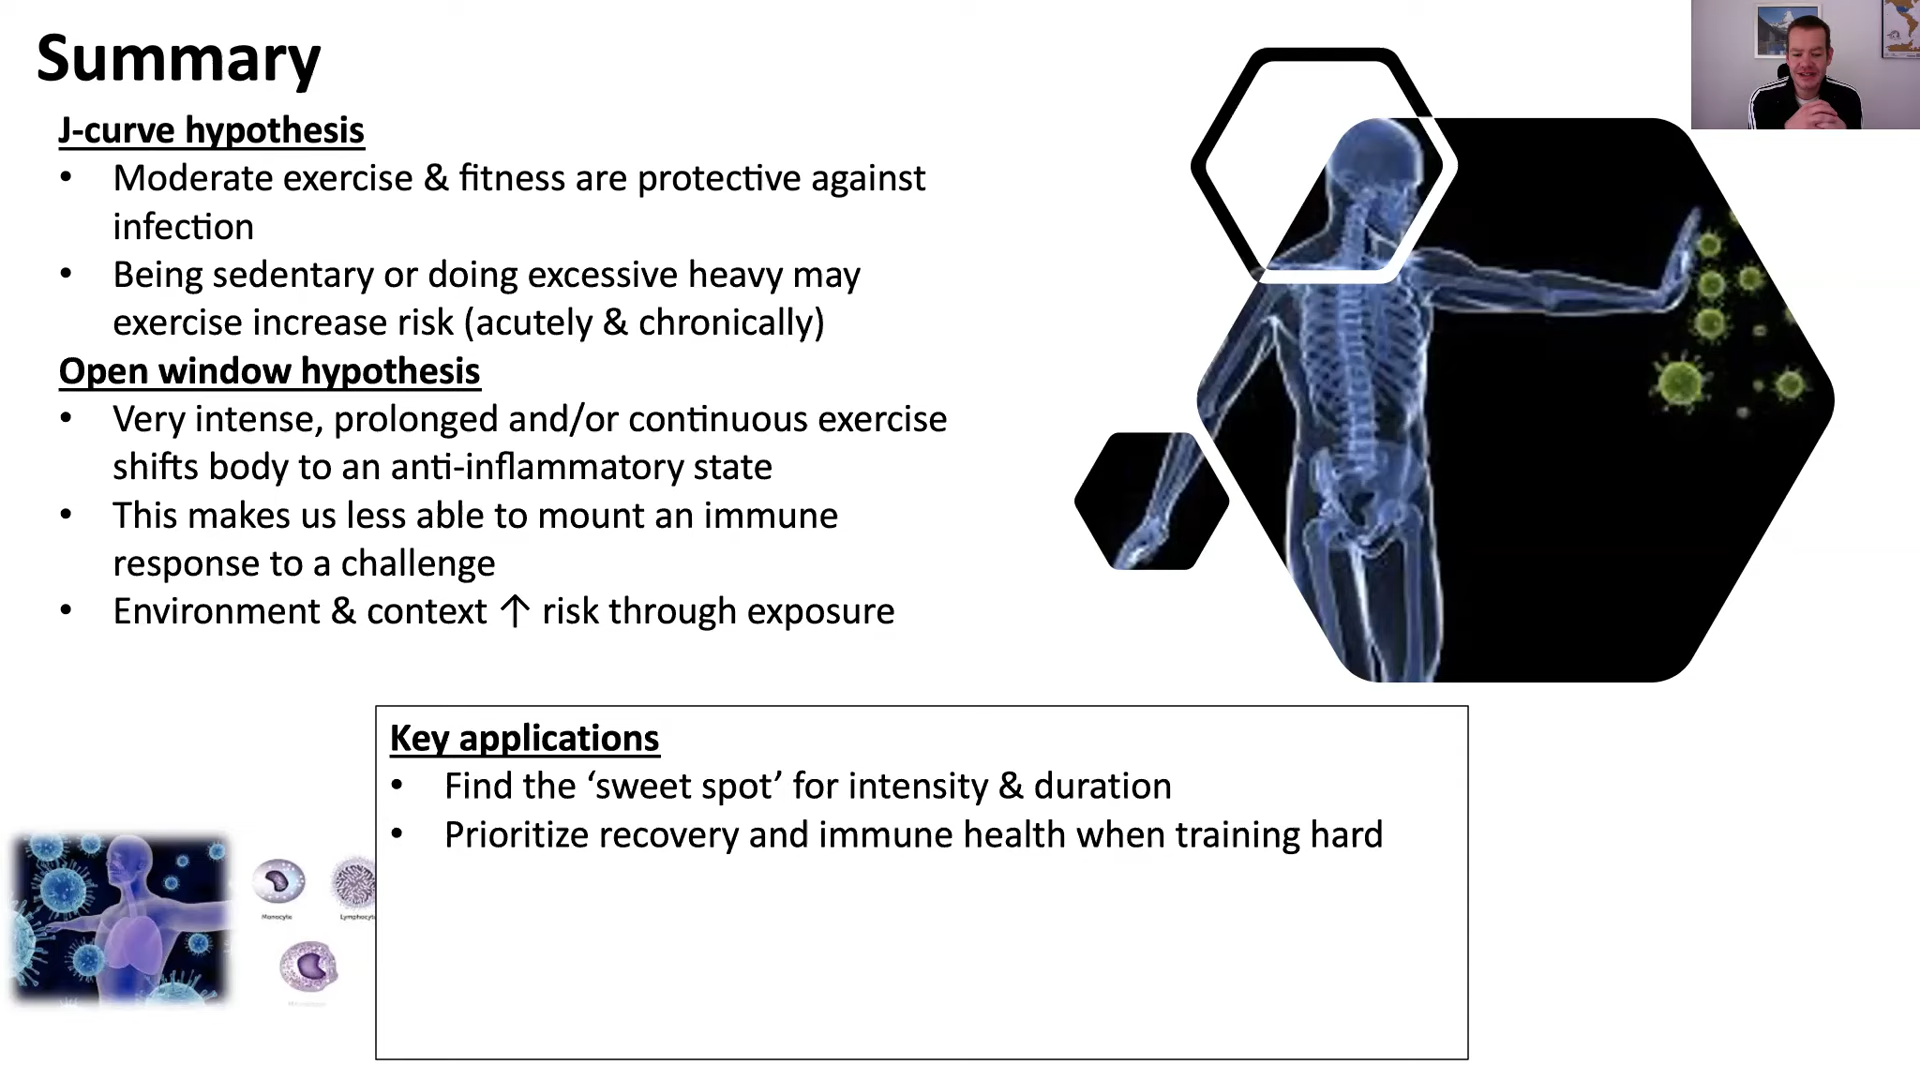 Summary
J-curve hypothesis
• Moderate exercise & fitness are protective against
infection
• Being sedentary or doing excessive heavy may
exercise increase risk (acutely & chronically)
Open window hypothesis
• Very intense, prolonged and/or continuous exercise
shifts body to an anti-inflammatory state
• This makes us less able to mount an immune
response to a challenge
• Environment & context ↑ risk through exposure
Key applications
• Find the ‘sweet spot’ for intensity & duration
• Prioritize recovery and immune health when training hard
Monocyte